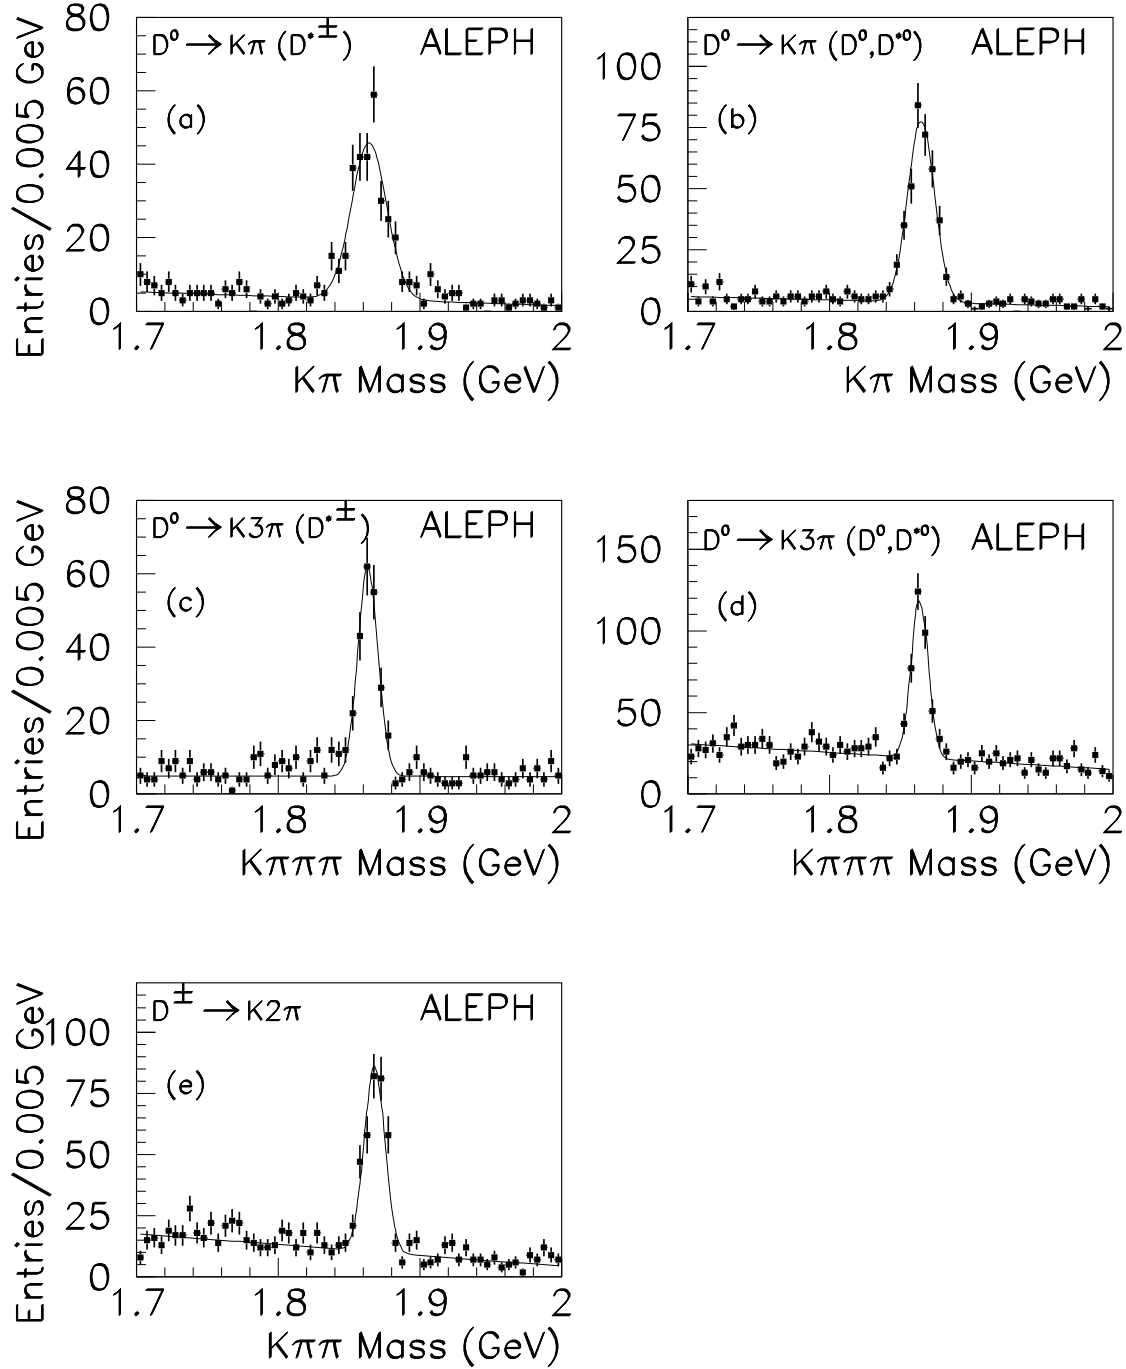 Entries/0.005 GeV
80
60
40
20
0
D⁰ → Kπ (D*±)
ALEPH
(a)
1.7 1.8 1.9 2
Kπ Mass (GeV)
100
75
50
25
0
D⁰ → Kπ (D⁰,D*⁰)
ALEPH
(b)
1.7 1.8 1.9 2
Kπ Mass (GeV)
Entries/0.005 GeV
80
60
40
20
0
D⁰ → K3π (D*±)
ALEPH
(c)
1.7 1.8 1.9 2
Kπππ Mass (GeV)
150
100
50
0
D⁰ → K3π (D⁰,D*⁰)
ALEPH
(d)
1.7 1.8 1.9 2
Kπππ Mass (GeV)
Entries/0.005 GeV
100
75
50
25
0
D± → K2π
ALEPH
(e)
1.7 1.8 1.9 2
Kππ Mass (GeV)